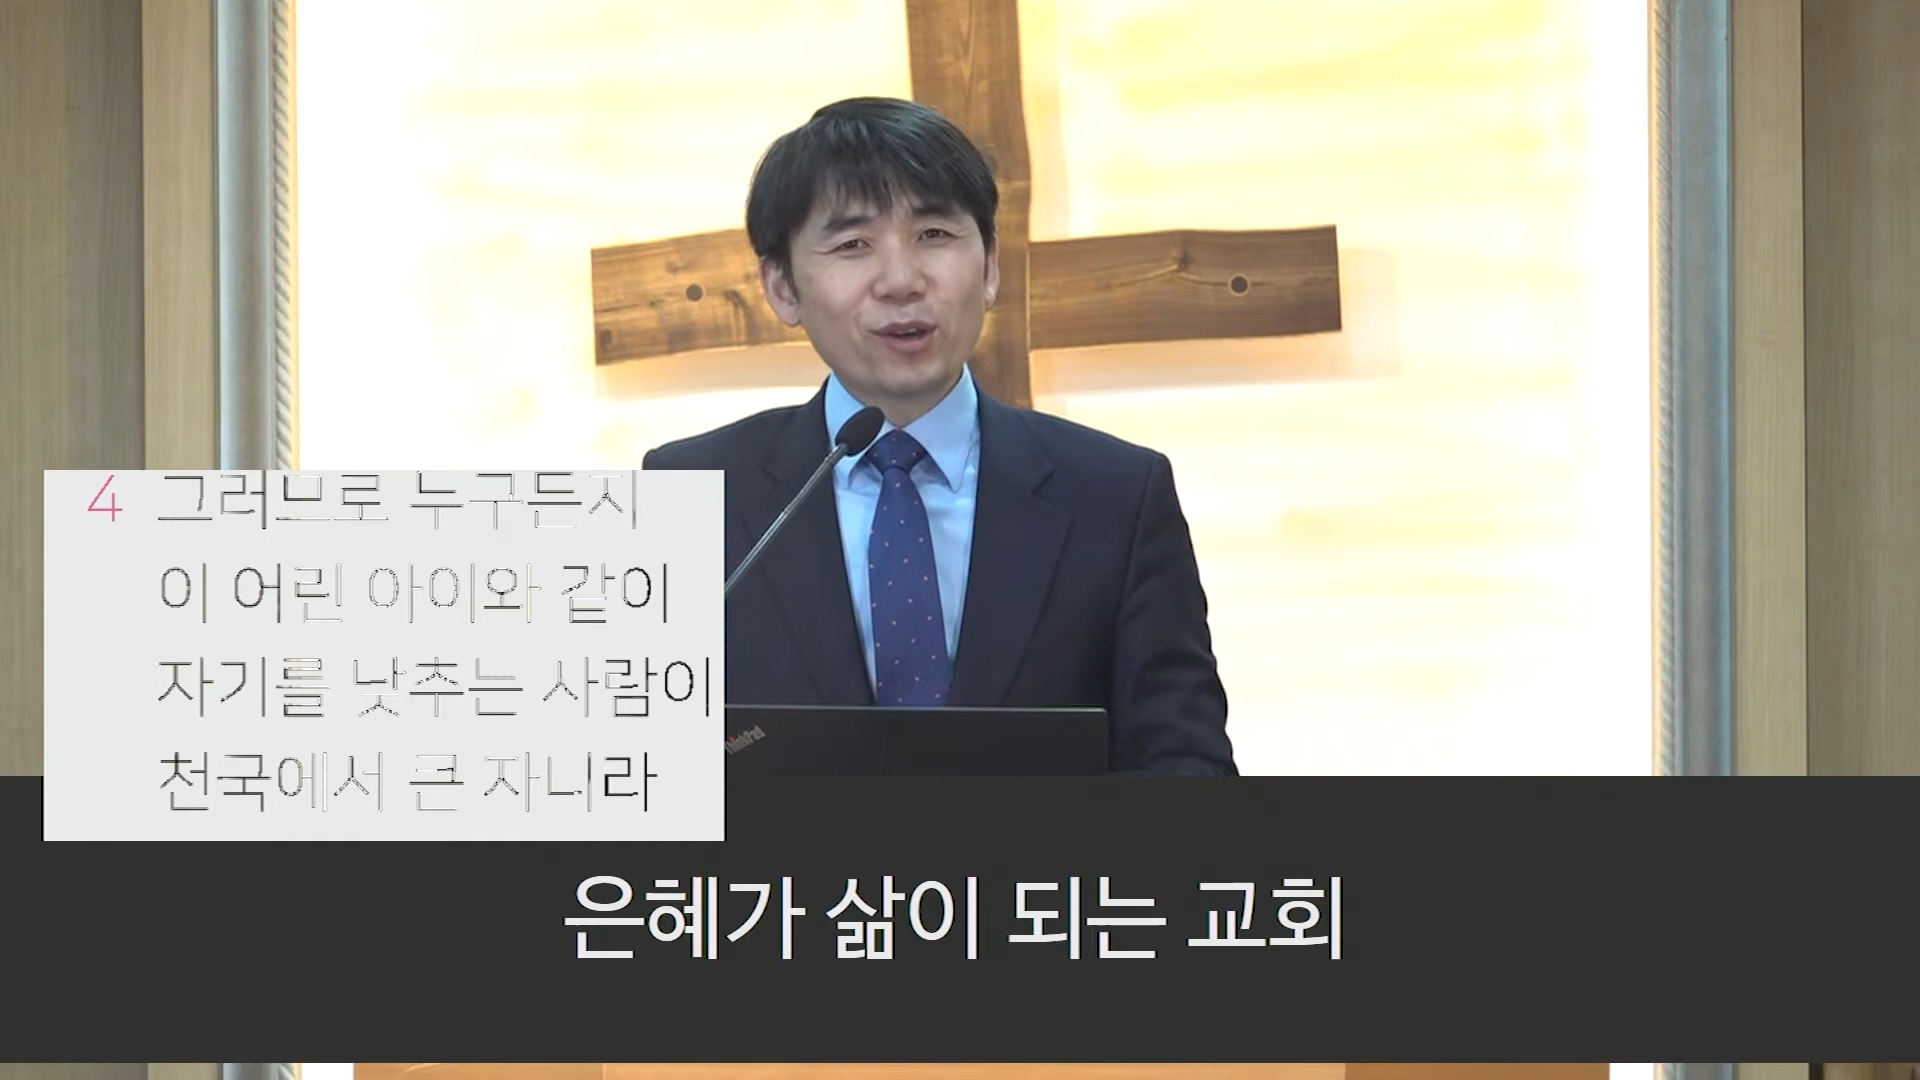 4 그러므로 누구든지
이 어린 아이와 같이
자기를 낮추는 사람이
천국에서 큰 자니라
ThinkPad
은혜가 삶이 되는 교회